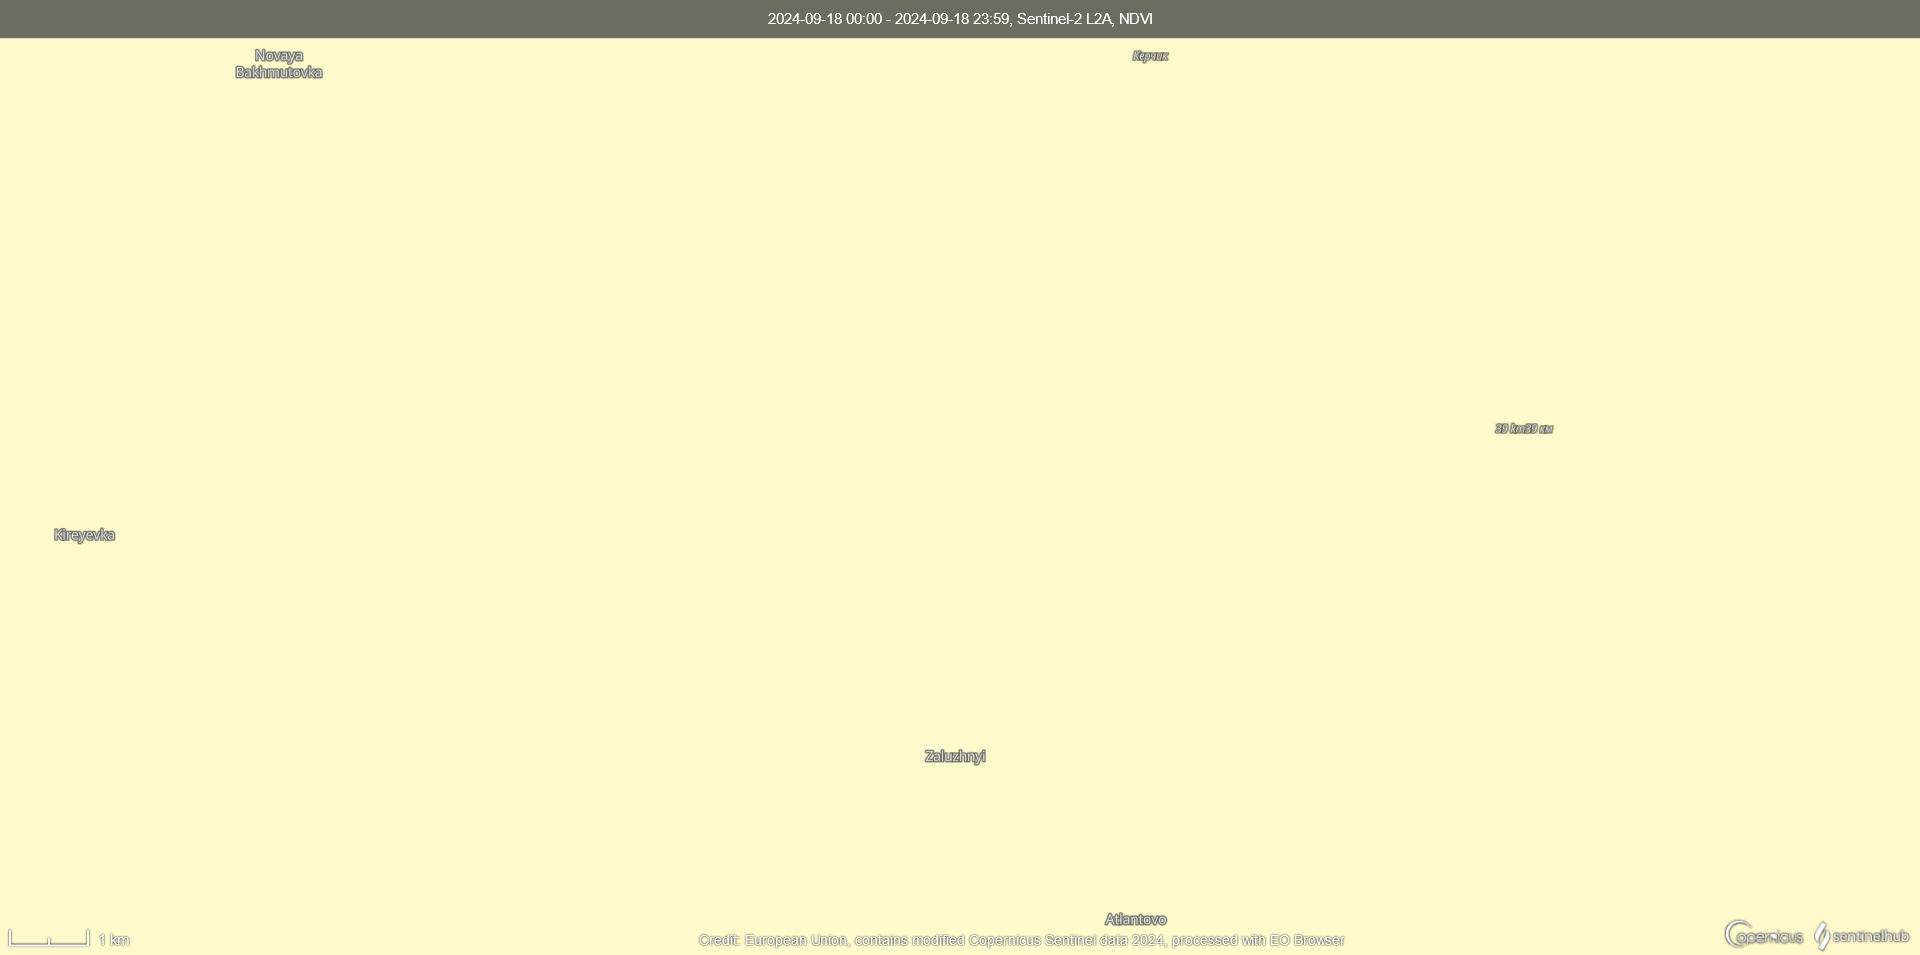 2024-09-18 00:00 - 2024-09-18 23:59, Sentinel-2 L2A, NDVI
Novaya
Bakhmutovka
Керчик
39 km39 км
Kireyevka
Zaluzhnyi
Atlantovo
1 km
Credit: European Union, contains modified Copernicus Sentinel data 2024, processed with EO Browser
Copernicus
sentinelhub